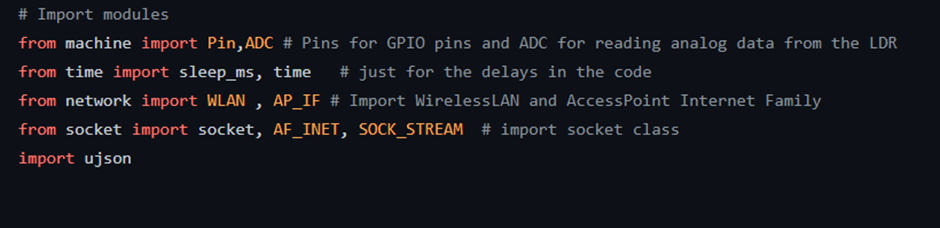 # Import modules
from machine import Pin,ADC # Pins for GPIO pins and ADC for reading analog data from the LDR
from time import sleep_ms, time   # just for the delays in the code
from network import WLAN , AP_IF # Import WirelessLAN and AccessPoint Internet Family
from socket import socket, AF_INET, SOCK_STREAM  # import socket class
import ujson